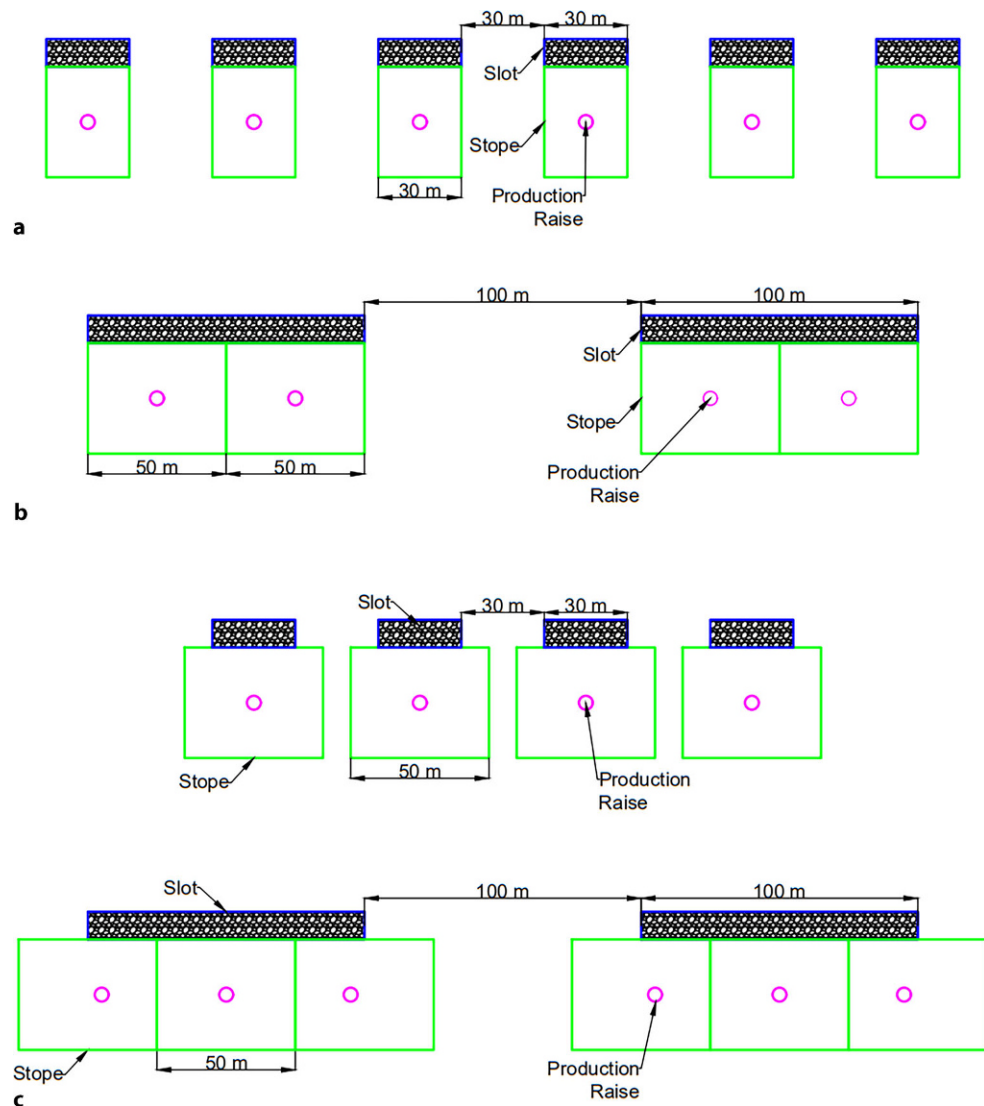 30 m
30 m
Slot
Stope
30 m
Production
Raise
a
100 m
100 m
Slot
Stope
Production
Raise
50 m
50 m
b
Slot
30 m
30 m
Stope
50 m
Production
Raise
Slot
100 m
100 m
Stope
50 m
Production
Raise
c